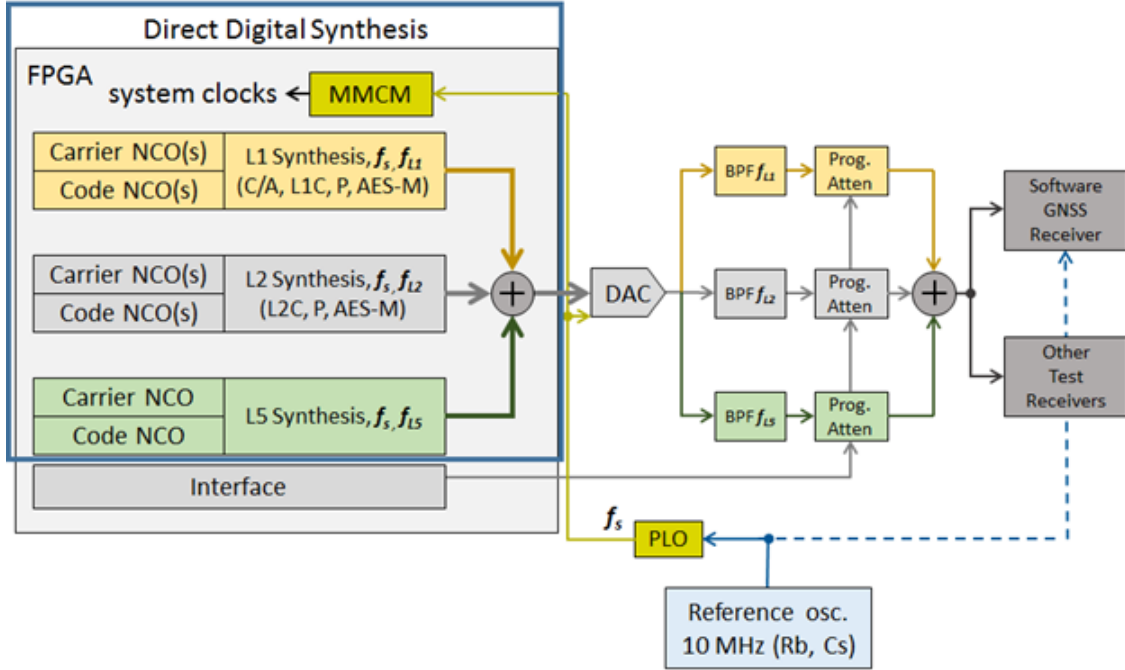 Direct Digital Synthesis
FPGA
system clocks
MMCM
Carrier NCO(s)
Code NCO(s)
L1 Synthesis, fs, fL1
(C/A, L1C, P, AES-M)
Carrier NCO(s)
Code NCO(s)
L2 Synthesis, fs, fL2
(L2C, P, AES-M)
Carrier NCO
Code NCO
L5 Synthesis, fs, fL5
Interface
+
DAC
BPF fL1
Prog.
Atten
BPF fL2
Prog.
Atten
BPF fL5
Prog.
Atten
+
Software
GNSS
Receiver
Other
Test
Receivers
fs
PLO
Reference osc.
10 MHz (Rb, Cs)